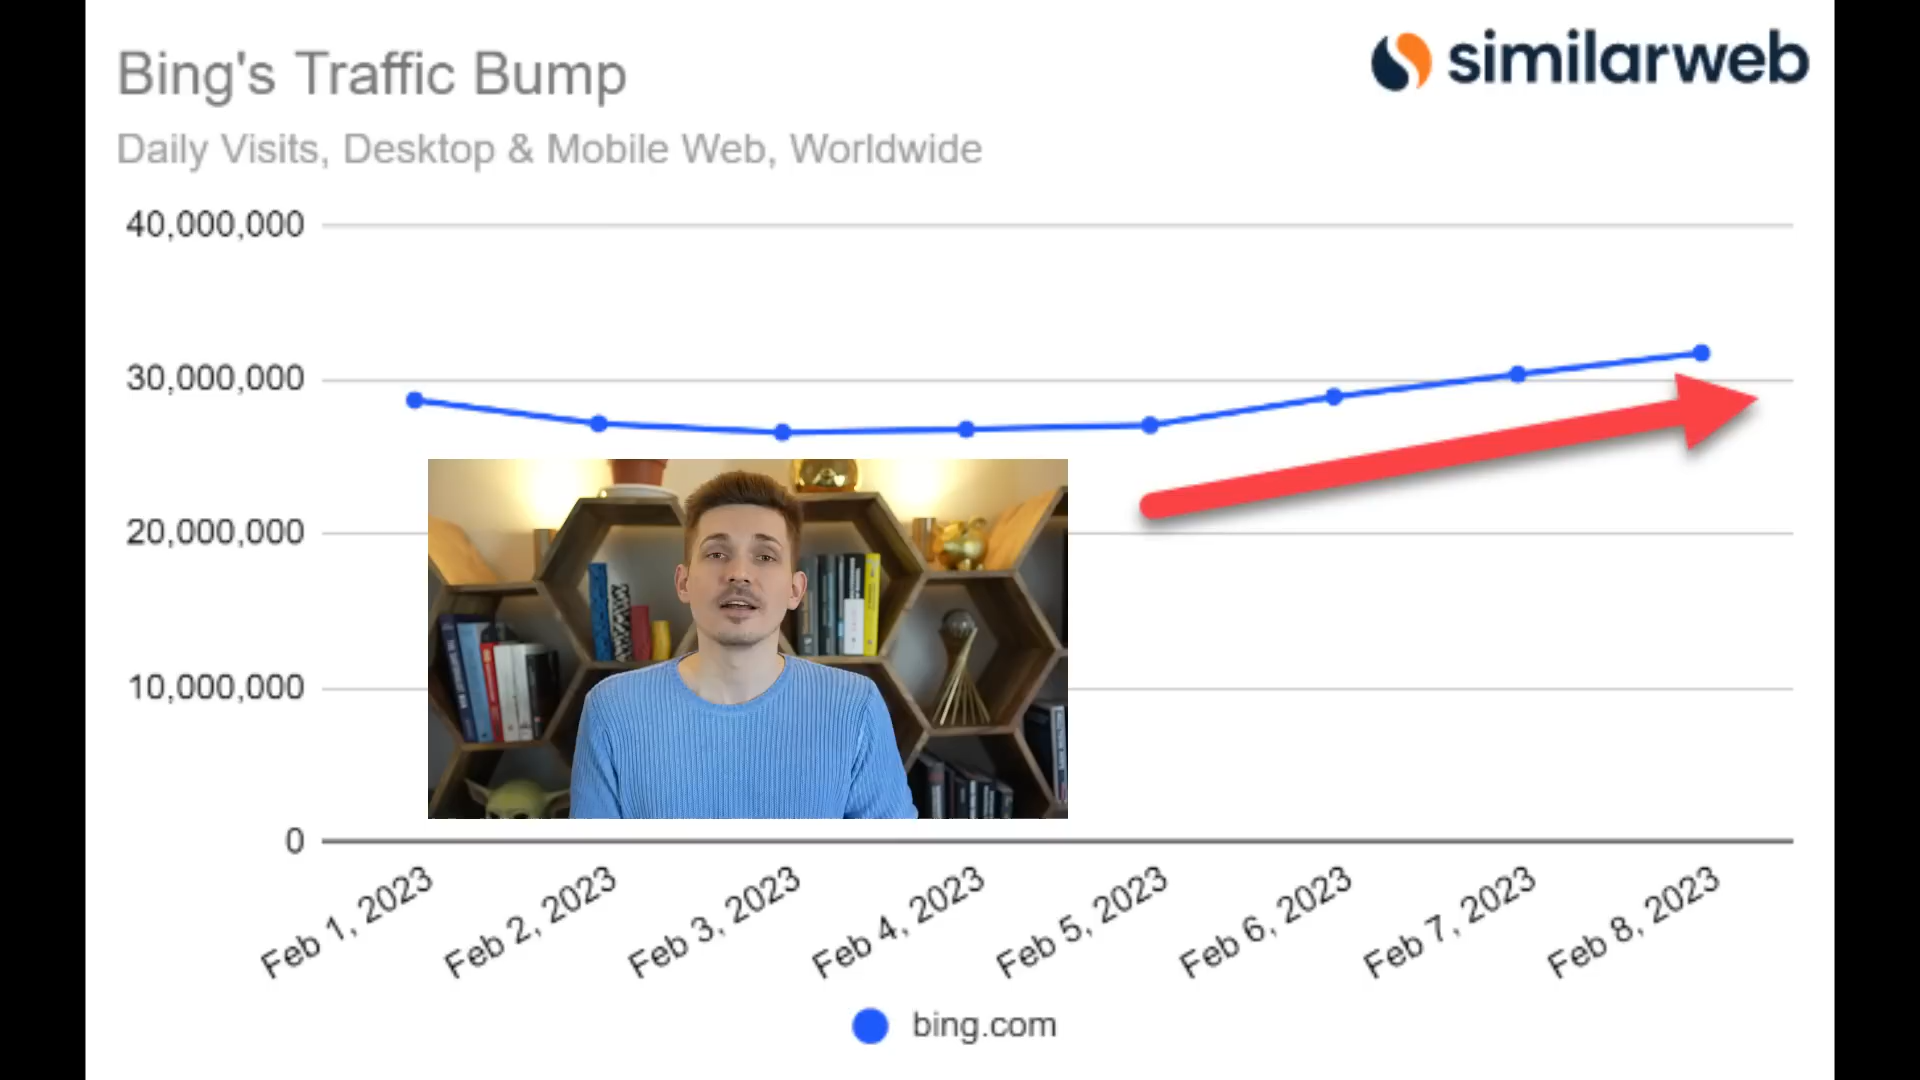 Bing's Traffic Bump
similarweb
Daily Visits, Desktop & Mobile Web, Worldwide
40,000,000
30,000,000
20,000,000
10,000,000
0
Feb 1, 2023
Feb 2, 2023
Feb 3, 2023
Feb 4, 2023
Feb 5, 2023
Feb 6, 2023
Feb 7, 2023
Feb 8, 2023
bing.com